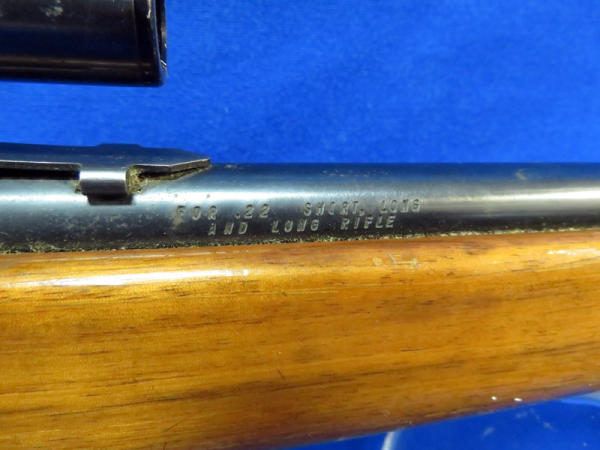 FOR .22 SHORT, LONG
AND LONG RIFLE